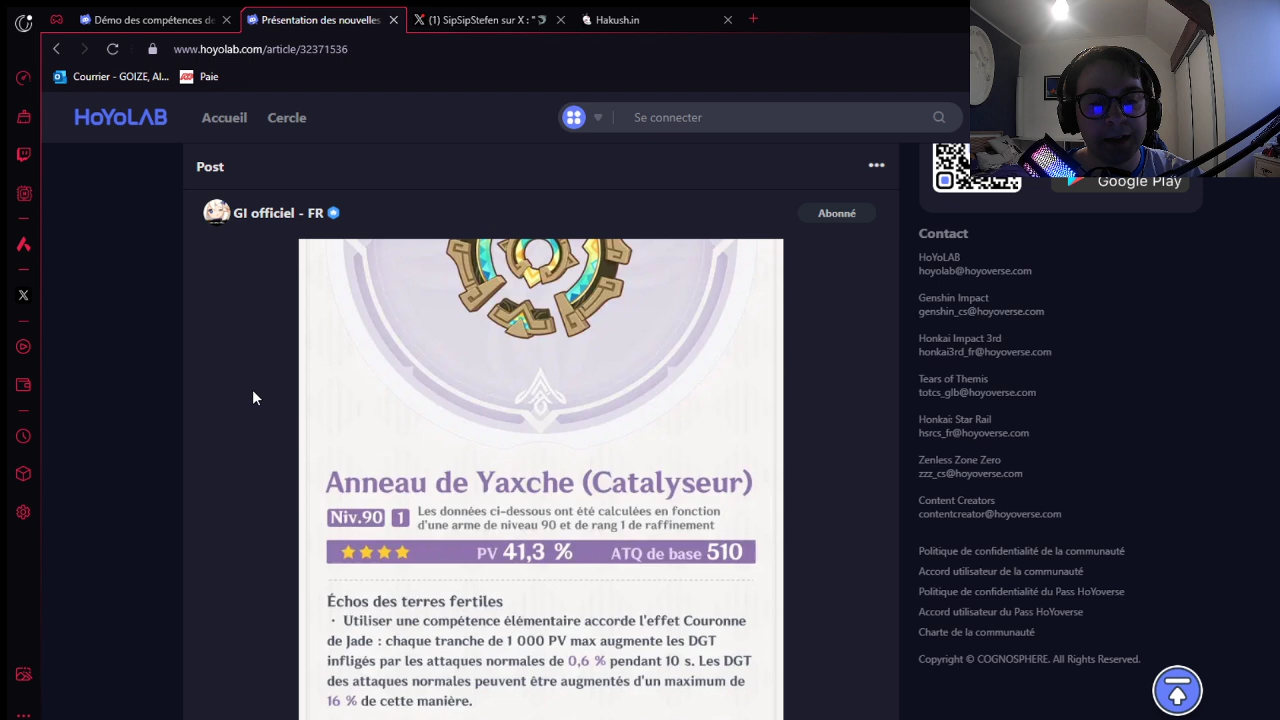 Démo des compétences de
Présentation des nouvelles
(1) SipSipStefen sur X : "
Hakush.in
www.hoyolab.com/article/32371536
Courrier - GOIZE, Al...
Paie
HoYoLAB
Accueil
Cercle
Se connecter
Post
GI officiel - FR
Abonné
Anneau de Yaxche (Catalyseur)
Niv.90 1 Les données ci-dessous ont été calculées en fonction
d'une arme de niveau 90 et de rang 1 de raffinement
PV 41,3 % ATQ de base 510
Échos des terres fertiles
· Utiliser une compétence élémentaire accorde l'effet Couronne
de Jade : chaque tranche de 1 000 PV max augmente les DGT
infligés par les attaques normales de 0,6 % pendant 10 s. Les DGT
des attaques normales peuvent être augmentés d'un maximum de
16 % de cette manière.
Google Play
Contact
HoYoLAB
hoyolab@hoyoverse.com
Genshin Impact
genshin_cs@hoyoverse.com
Honkai Impact 3rd
honkai3rd_fr@hoyoverse.com
Tears of Themis
totcs_glb@hoyoverse.com
Honkai: Star Rail
hsrcs_fr@hoyoverse.com
Zenless Zone Zero
zzz_cs@hoyoverse.com
Content Creators
contentcreator@hoyoverse.com
Politique de confidentialité de la communauté
Accord utilisateur de la communauté
Politique de confidentialité du Pass HoYoverse
Accord utilisateur du Pass HoYoverse
Charte de la communauté
Copyright © COGNOSPHERE. All Rights Reserved.